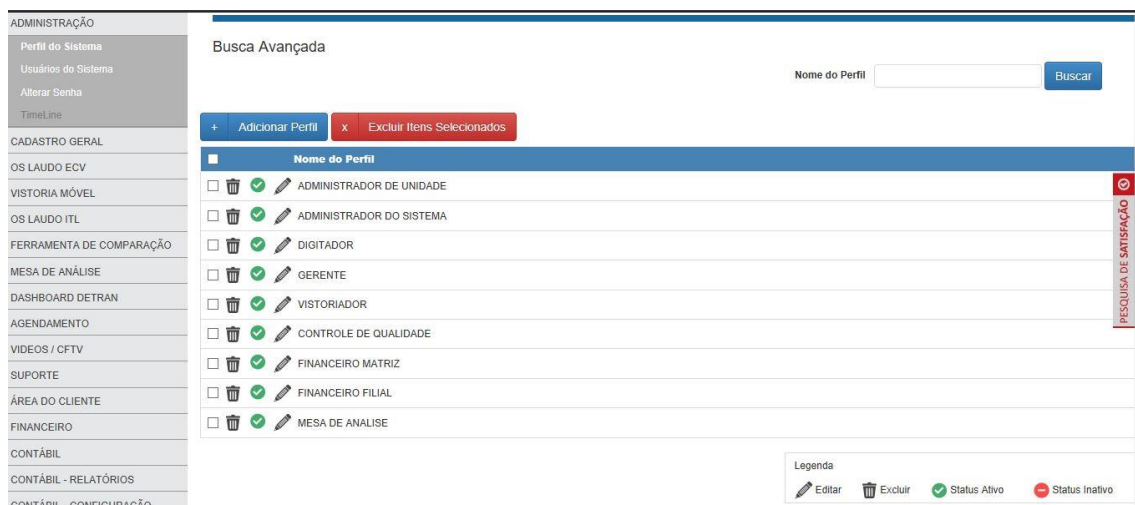 ADMINISTRAÇÃO
Perfil do Sistema
Usuários do Sistema
Alterar Senha
TimeLine
CADASTRO GERAL
OS LAUDO ECV
VISTORIA MÓVEL
OS LAUDO ITL
FERRAMENTA DE COMPARAÇÃO
MESA DE ANÁLISE
DASHBOARD DETRAN
AGENDAMENTO
VIDEOS / CFTV
SUPORTE
ÁREA DO CLIENTE
FINANCEIRO
CONTÁBIL
CONTÁBIL - RELATÓRIOS
CONTÁBIL - CONFIGURAÇÃO
Busca Avançada
Nome do Perfil
Buscar
+ Adicionar Perfil
x Excluir Itens Selecionados
Nome do Perfil
ADMINISTRADOR DE UNIDADE
ADMINISTRADOR DO SISTEMA
DIGITADOR
GERENTE
VISTORIADOR
CONTROLE DE QUALIDADE
FINANCEIRO MATRIZ
FINANCEIRO FILIAL
MESA DE ANALISE
PESQUISA DE SATISFAÇÃO
Legenda
Editar Excluir Status Ativo Status Inativo